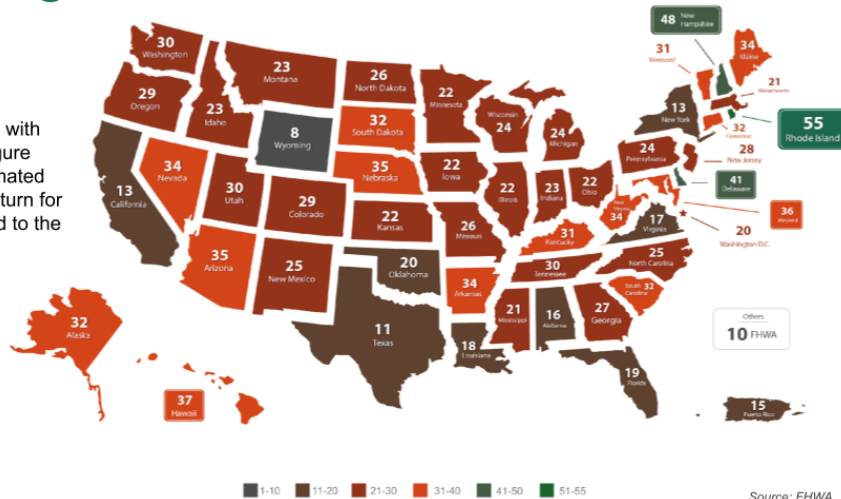 with
gure
nated
turn for
d to the
30
Washington
29
Oregon
13
California
34
Nevada
23
Idaho
23
Montana
8
Wyoming
30
Utah
35
Arizona
29
Colorado
25
New Mexico
26
North Dakota
32
South Dakota
35
Nebraska
22
Kansas
20
Oklahoma
11
Texas
22
Minnesota
22
Iowa
26
Missouri
34
Arkansas
18
Louisiana
Wisconsin
24
22
Illinois
24
Michigan
23
Indiana
22
Ohio
31
Kentucky
30
Tennessee
21
Mississippi
16
Alabama
27
Georgia
19
Florida
South
Carolina 32
25
North Carolina
17
Virginia
West
Virginia
34
24
Pennsylvania
13
New York
31
Vermont
48 New
Hampshire
34
Maine
21
Massachusetts
55
Rhode Island
32
Connecticut
28
New Jersey
41
Delaware
36
Maryland
20
Washington D.C.
32
Alaska
37
Hawaii
Others
10 FHWA
15
Puerto Rico
1-10
11-20
21-30
31-40
41-50
51-55
Source: FHWA